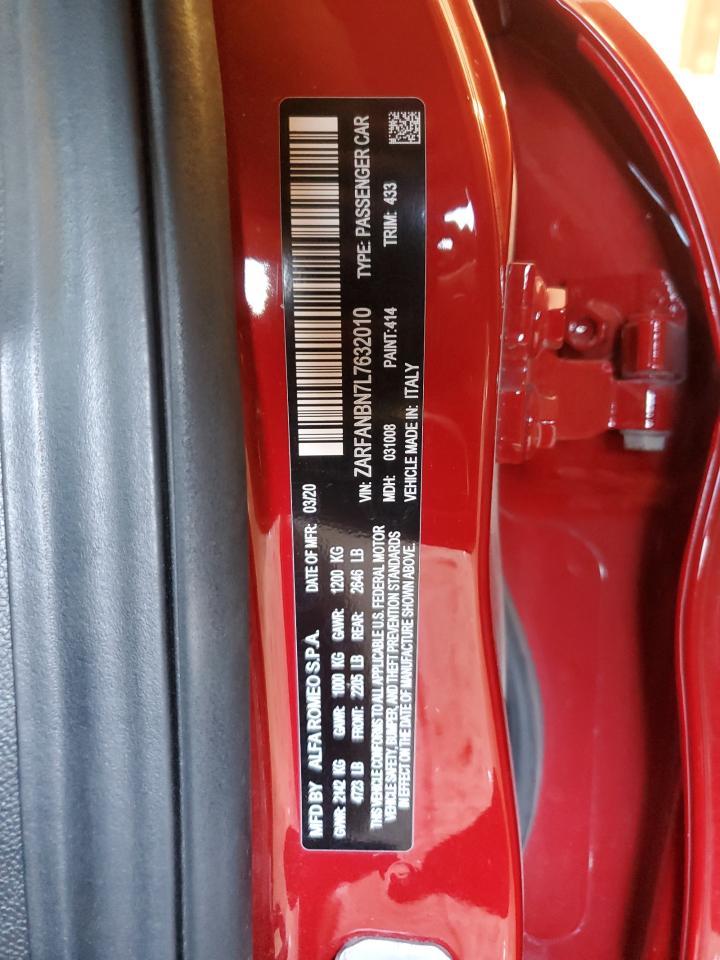 MFD BY ALFA ROMEO S.P.A. DATE OF MFR: 03/20
GVWR: 2142 KG GAWR: 1000 KG GAWR: 1200 KG
4723 LB FRONT: 2205 LB REAR: 2646 LB
THIS VEHICLE CONFORMS TO ALL APPLICABLE U.S. FEDERAL MOTOR
VEHICLE SAFETY, BUMPER, AND THEFT PREVENTION STANDARDS
IN EFFECT ON THE DATE OF MANUFACTURE SHOWN ABOVE.
VIN: ZARFANBN7L7632010 TYPE: PASSENGER CAR
MDH: 031008 PAINT:414 TRIM: 433
VEHICLE MADE IN: ITALY